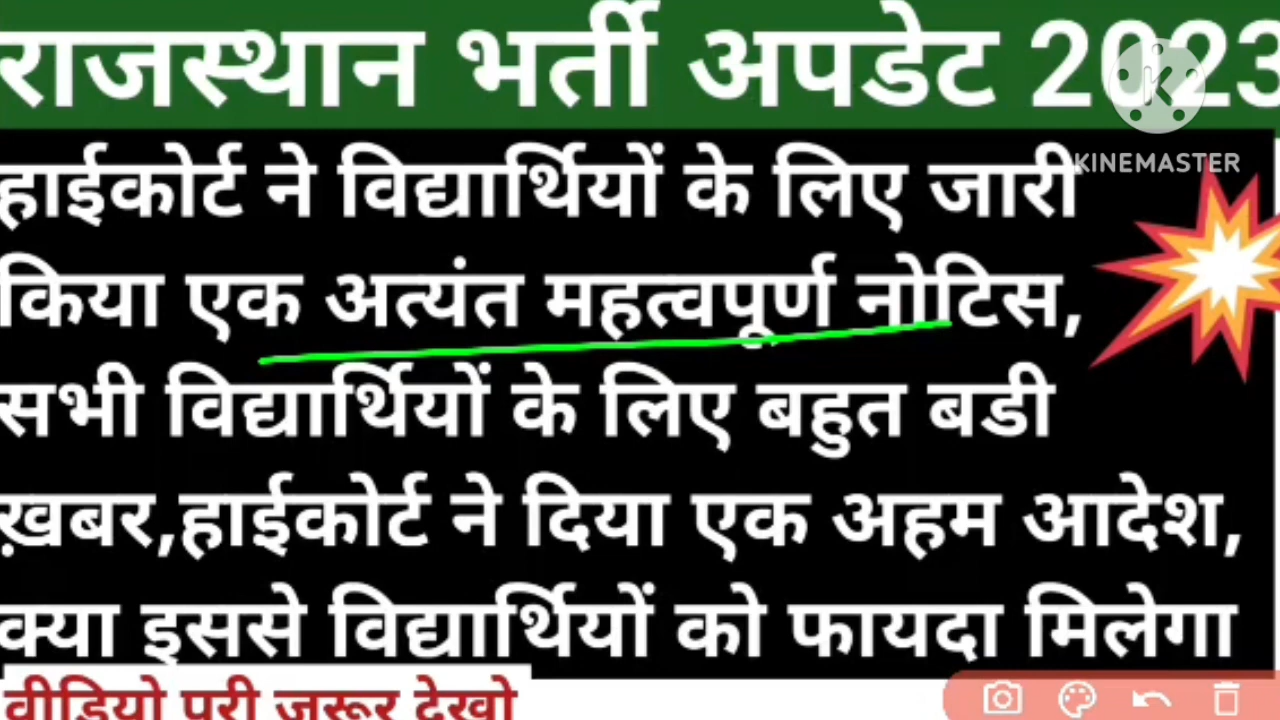 राजस्थान भर्ती अपडेट 2023
KINEMASTER
हाईकोर्ट ने विद्यार्थियों के लिए जारी
किया एक अत्यंत महत्वपूर्ण नोटिस,
सभी विद्यार्थियों के लिए बहुत बडी
ख़बर,हाईकोर्ट ने दिया एक अहम आदेश,
क्या इससे विद्यार्थियों को फायदा मिलेगा
वीडियो पूरी जरूर देखो